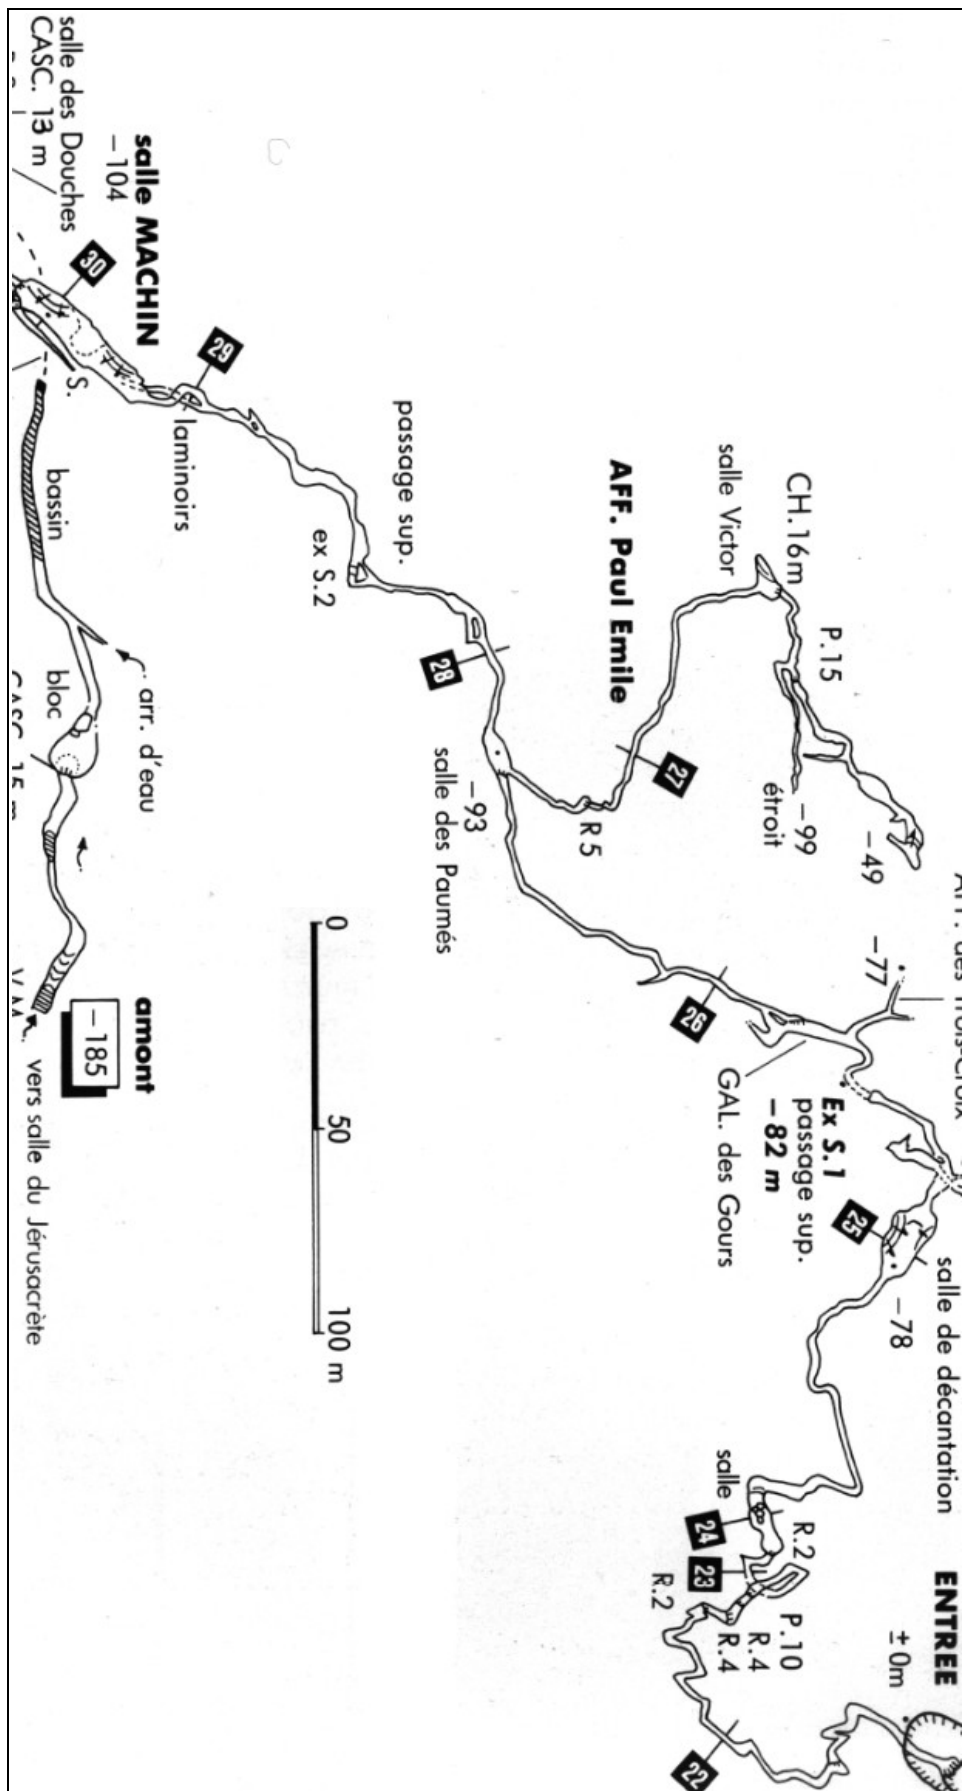 ENTREE
± 0m
salle de décantation
–78
–77
–49
–99
étroit
P.15
CH.16m
salle Victor
AFF. Paul Emile
27
R 5
Ex S.1
passage sup.
–82 m
GAL. des Gours
25
26
R.2
24
salle
23
P.10
R.4
R.4
R.2
22
–93
salle des Paumés
28
passage sup.
ex S.2
0
50
100 m
29
laminoirs
salle MACHIN
–104
30
salle des Douches
CASC. 13 m
S.
bassin
arr. d'eau
bloc
amont
–185
vers salle du Jérusacrète